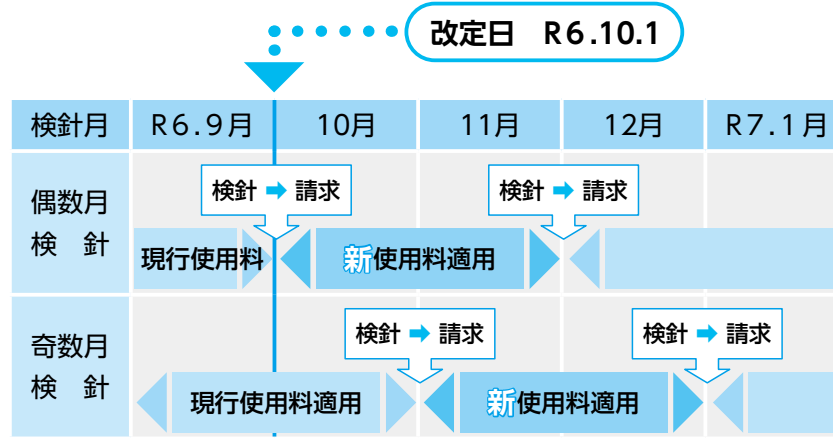 改定日 R6.10.1
検針月 R6.9月 10月 11月 12月 R7.1月
偶数月
検 針
検針 ➡ 請求 検針 ➡ 請求
現行使用料 新使用料適用
奇数月
検 針
検針 ➡ 請求 検針 ➡ 請求
現行使用料適用 新使用料適用